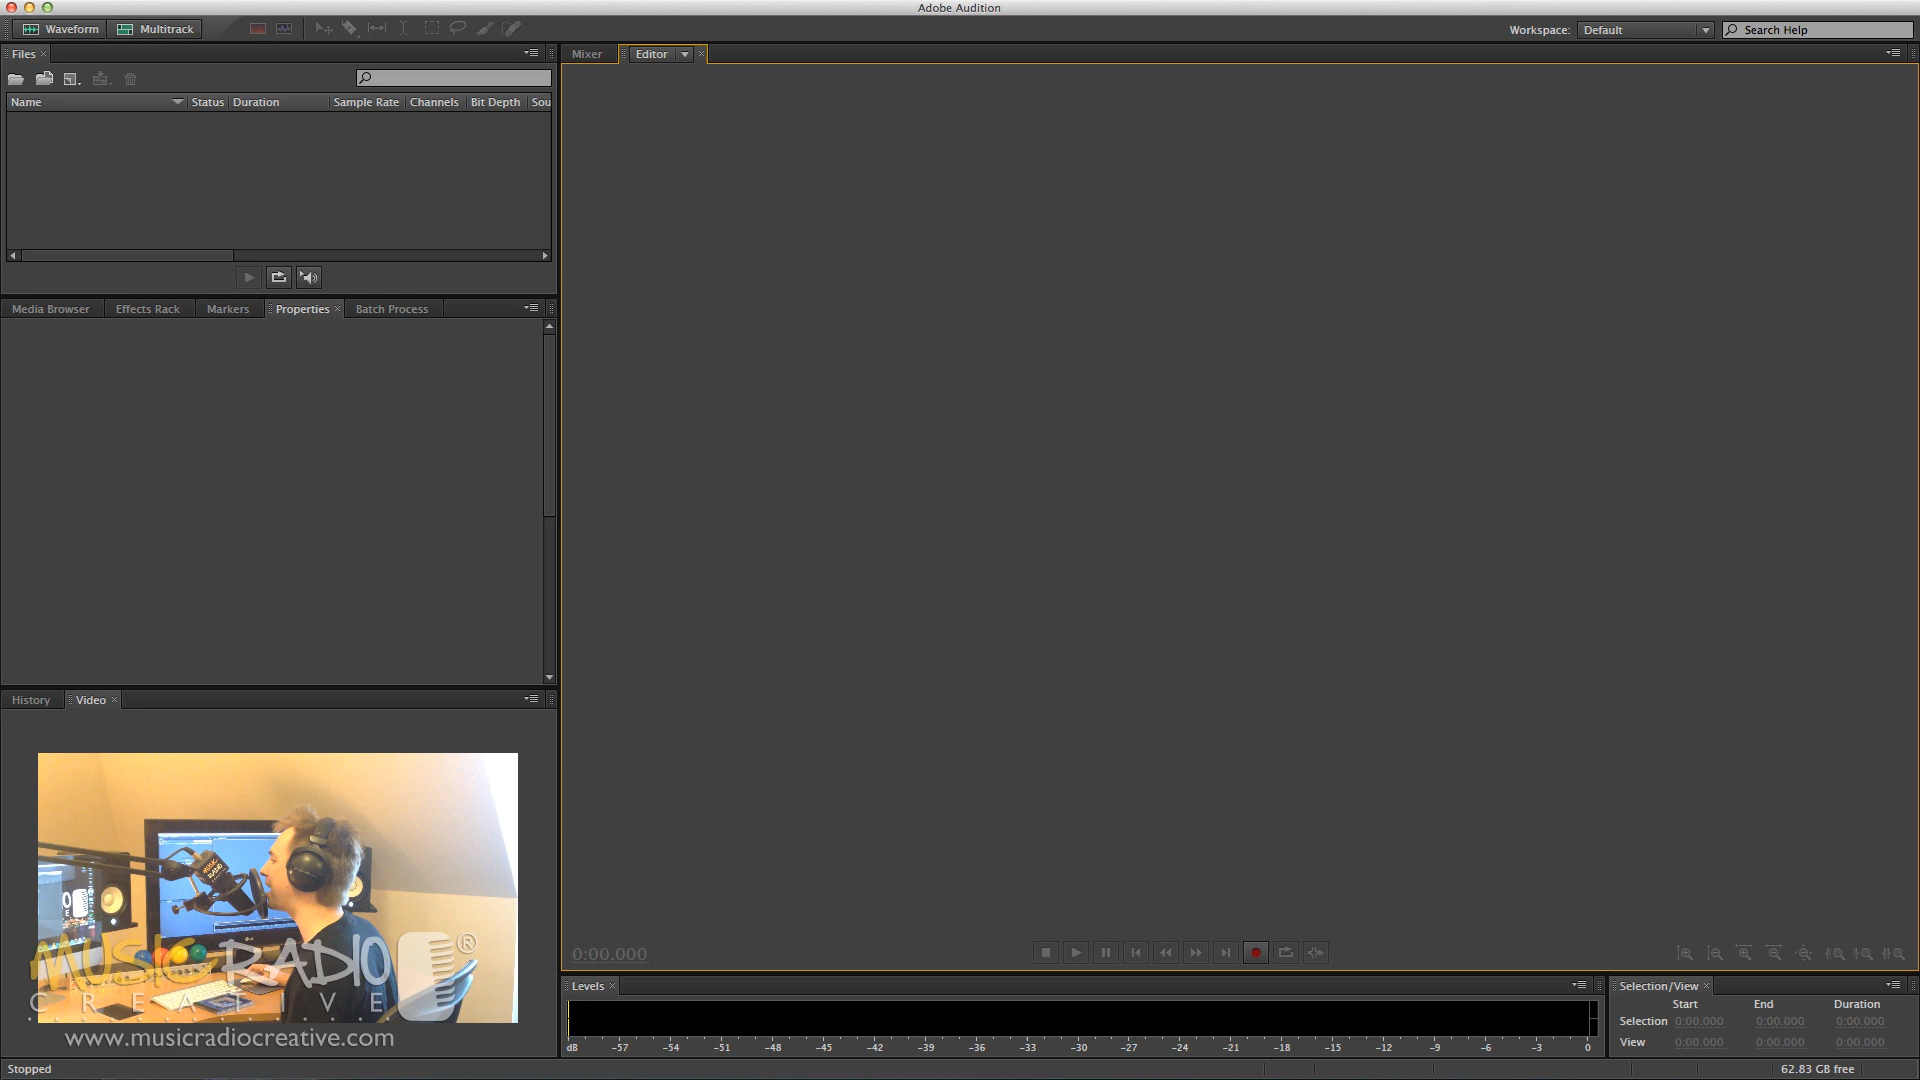 Adobe Audition
Waveform Multitrack Workspace: Default Search Help
Files
Name Status Duration Sample Rate Channels Bit Depth Sou
Media Browser Effects Rack Markers Properties Batch Process
History Video
MUSIC RADIO ®
CREATIVE
www.musicradiocreative.com
Mixer Editor
0:00.000
Levels
dB -57 -54 -51 -48 -45 -42 -39 -36 -33 -30 -27 -24 -21 -18 -15 -12 -9 -6 -3 0
Selection/View
Start End Duration
Selection 0:00.000 0:00.000 0:00.000
View 0:00.000 0:00.000 0:00.000
Stopped 62.83 GB free